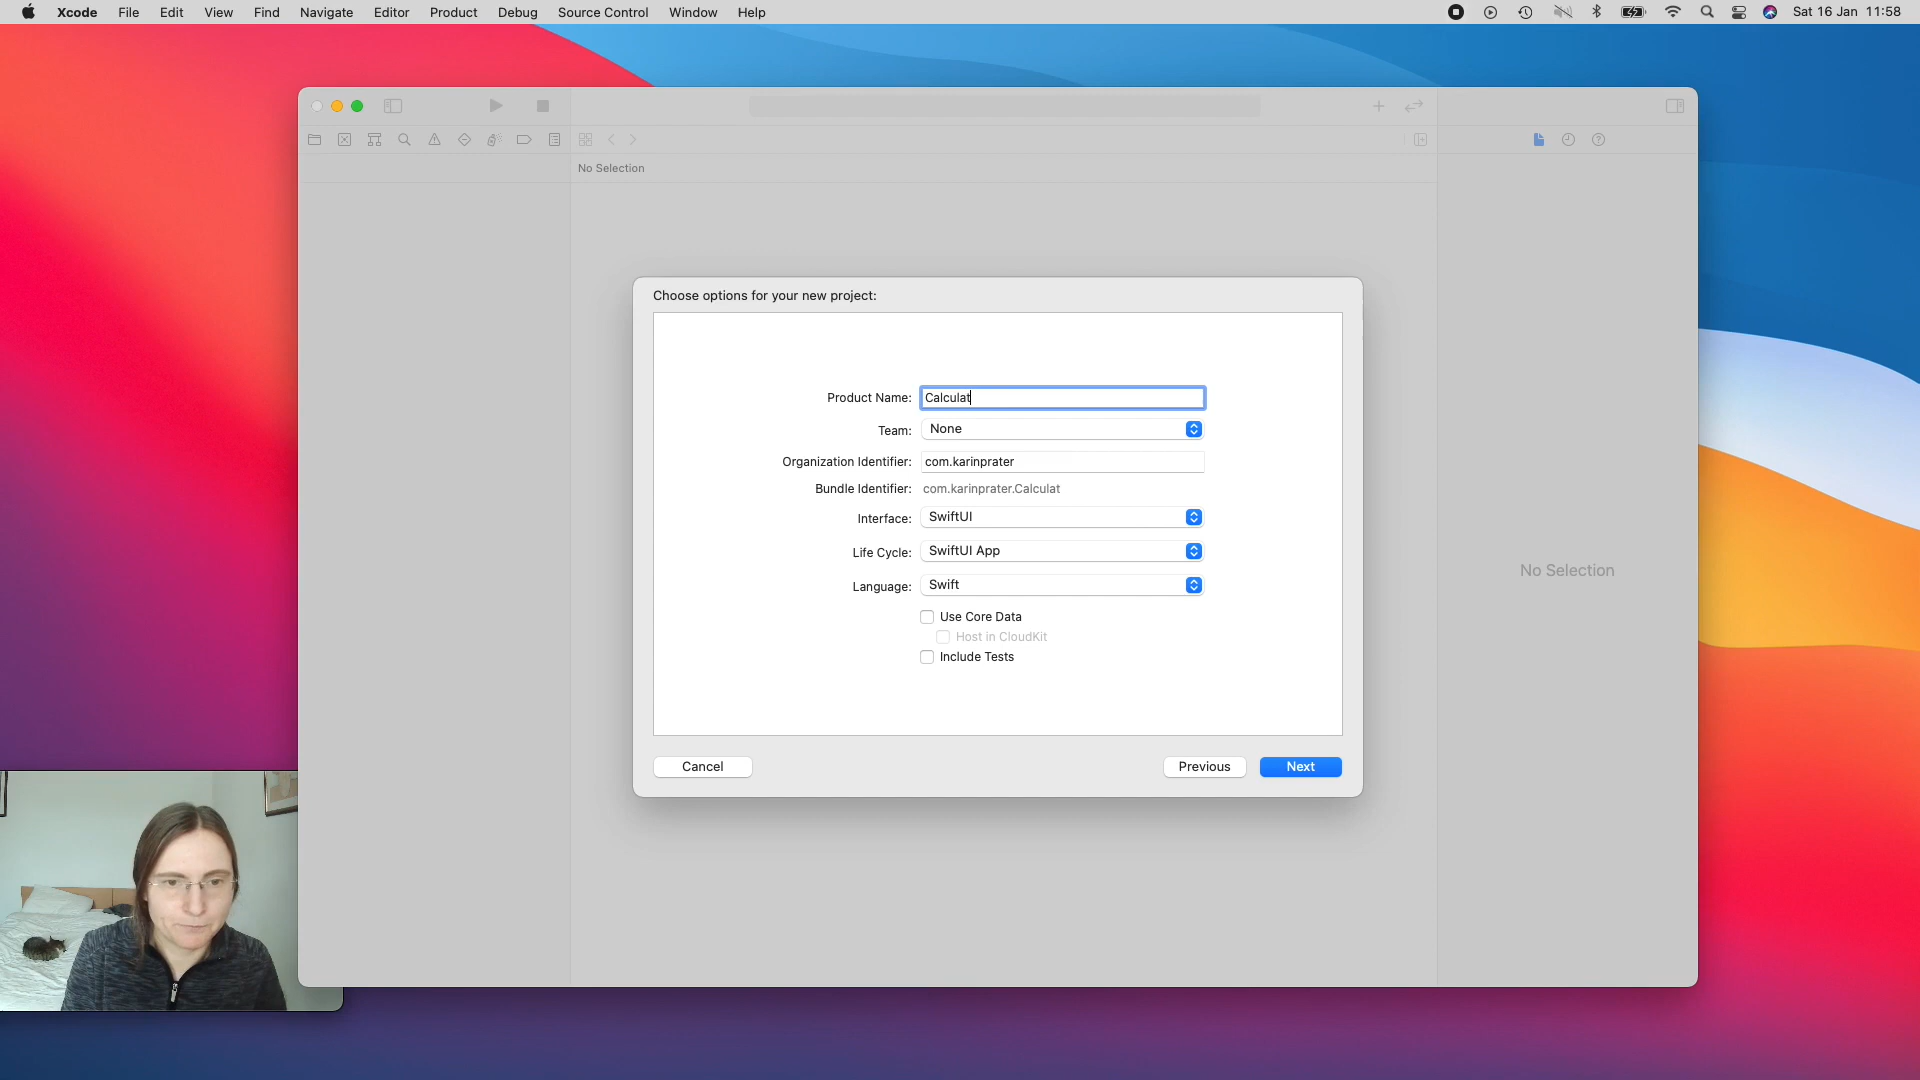 Xcode File Edit View Find Navigate Editor Product Debug Source Control Window Help Sat 16 Jan 11:58
No Selection
Choose options for your new project:
Product Name: Calculat
Team: None
Organization Identifier: com.karinprater
Bundle Identifier: com.karinprater.Calculat
Interface: SwiftUI
Life Cycle: SwiftUI App
No Selection
Language: Swift
Use Core Data
Host in CloudKit
Include Tests
Cancel Previous Next